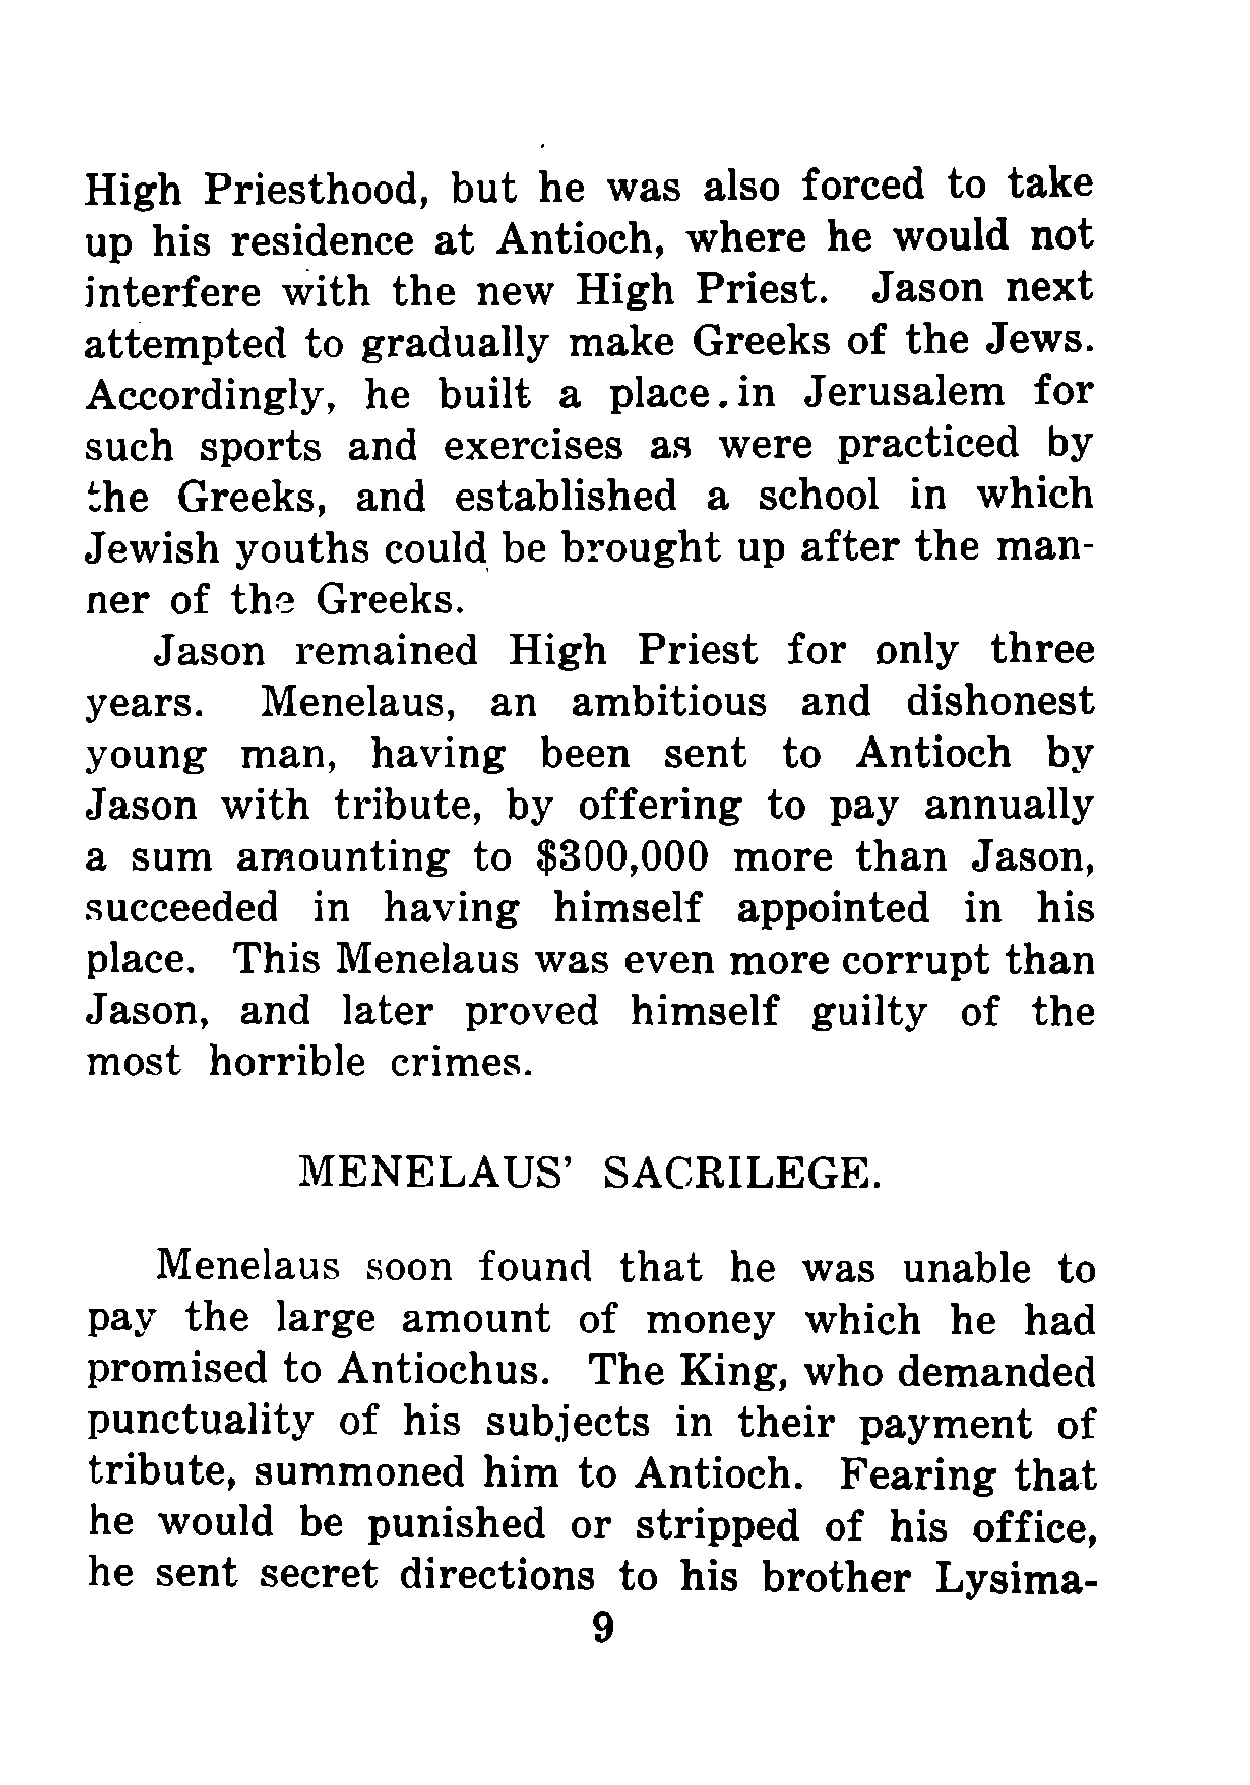 High Priesthood, but he was also forced to take
up his residence at Antioch, where he would not
interfere with the new High Priest. Jason next
attempted to gradually make Greeks of the Jews.
Accordingly, he built a place in Jerusalem for
such sports and exercises as were practiced by
the Greeks, and established a school in which
Jewish youths could be brought up after the man-
ner of the Greeks.
Jason remained High Priest for only three
years. Menelaus, an ambitious and dishonest
young man, having been sent to Antioch by
Jason with tribute, by offering to pay annually
a sum amounting to $300,000 more than Jason,
succeeded in having himself appointed in his
place. This Menelaus was even more corrupt than
Jason, and later proved himself guilty of the
most horrible crimes.
MENELAUS' SACRILEGE.
Menelaus soon found that he was unable to
pay the large amount of money which he had
promised to Antiochus. The King, who demanded
punctuality of his subjects in their payment of
tribute, summoned him to Antioch. Fearing that
he would be punished or stripped of his office,
he sent secret directions to his brother Lysima-
9